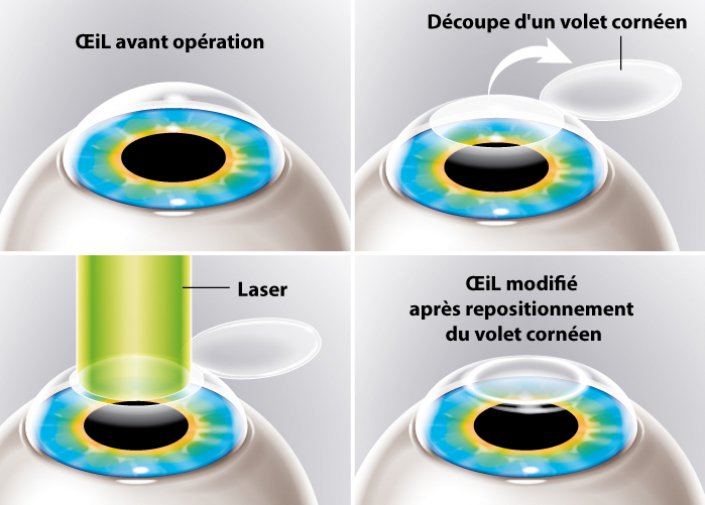 ŒiL avant opération
Découpe d'un volet cornéen
Laser
ŒiL modifié
après repositionnement
du volet cornéen